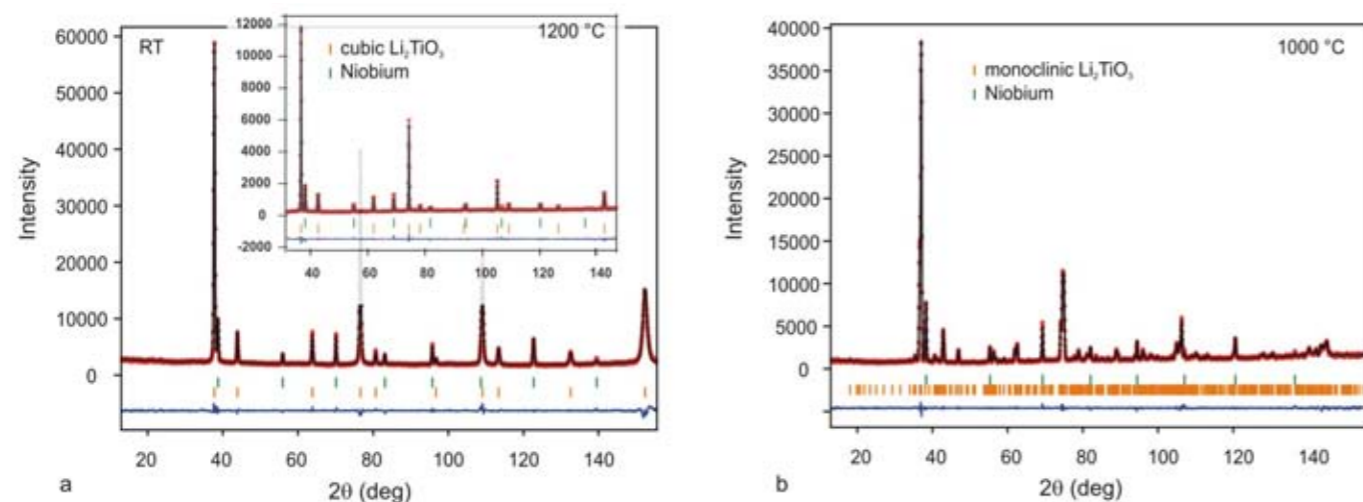 60000
50000
40000
30000
20000
10000
0
Intensity
RT
12000
10000
8000
6000
4000
2000
0
-2000
1200 °C
cubic Li₂TiO₃
Niobium
40 60 80 100 120 140
20 40 60 80 100 120 140
2θ (deg)
a
40000
35000
30000
25000
20000
15000
10000
5000
0
Intensity
1000 °C
monoclinic Li₂TiO₃
Niobium
20 40 60 80 100 120 140
2θ (deg)
b